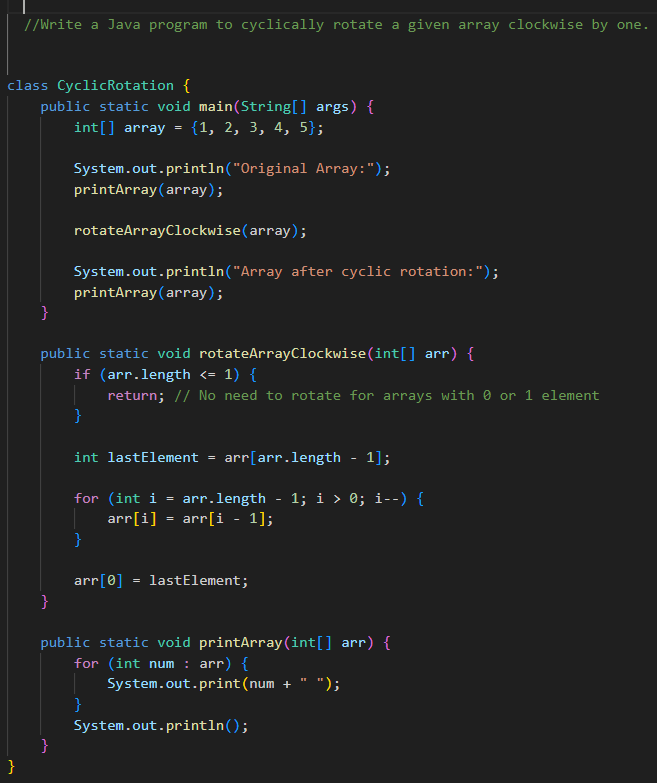 //Write a Java program to cyclically rotate a given array clockwise by one.
class CyclicRotation {
    public static void main(String[] args) {
        int[] array = {1, 2, 3, 4, 5};
        System.out.println("Original Array:");
        printArray(array);
        rotateArrayClockwise(array);
        System.out.println("Array after cyclic rotation:");
        printArray(array);
    }
    public static void rotateArrayClockwise(int[] arr) {
        if (arr.length <= 1) {
            return; // No need to rotate for arrays with 0 or 1 element
        }
        int lastElement = arr[arr.length - 1];
        for (int i = arr.length - 1; i > 0; i--) {
            arr[i] = arr[i - 1];
        }
        arr[0] = lastElement;
    }
    public static void printArray(int[] arr) {
        for (int num : arr) {
            System.out.print(num + " ");
        }
        System.out.println();
    }
}